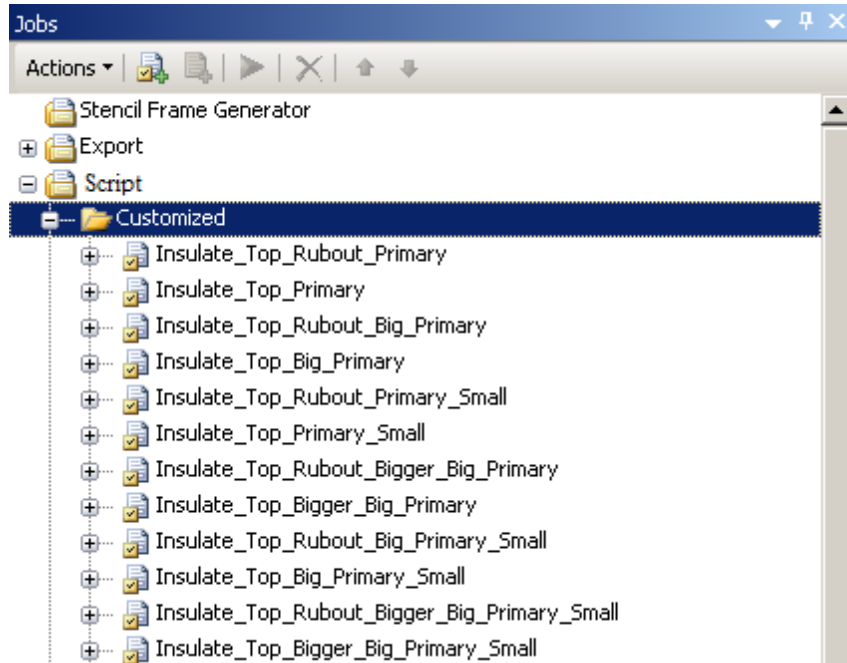 Jobs
Actions
Stencil Frame Generator
Export
Script
Customized
Insulate_Top_Rubout_Primary
Insulate_Top_Primary
Insulate_Top_Rubout_Big_Primary
Insulate_Top_Big_Primary
Insulate_Top_Rubout_Primary_Small
Insulate_Top_Primary_Small
Insulate_Top_Rubout_Bigger_Big_Primary
Insulate_Top_Bigger_Big_Primary
Insulate_Top_Rubout_Big_Primary_Small
Insulate_Top_Big_Primary_Small
Insulate_Top_Rubout_Bigger_Big_Primary_Small
Insulate_Top_Bigger_Big_Primary_Small